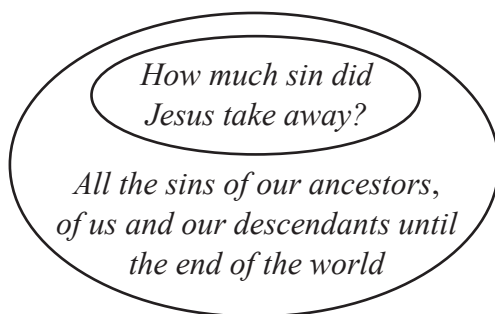 How much sin did
Jesus take away?
All the sins of our ancestors,
of us and our descendants until
the end of the world